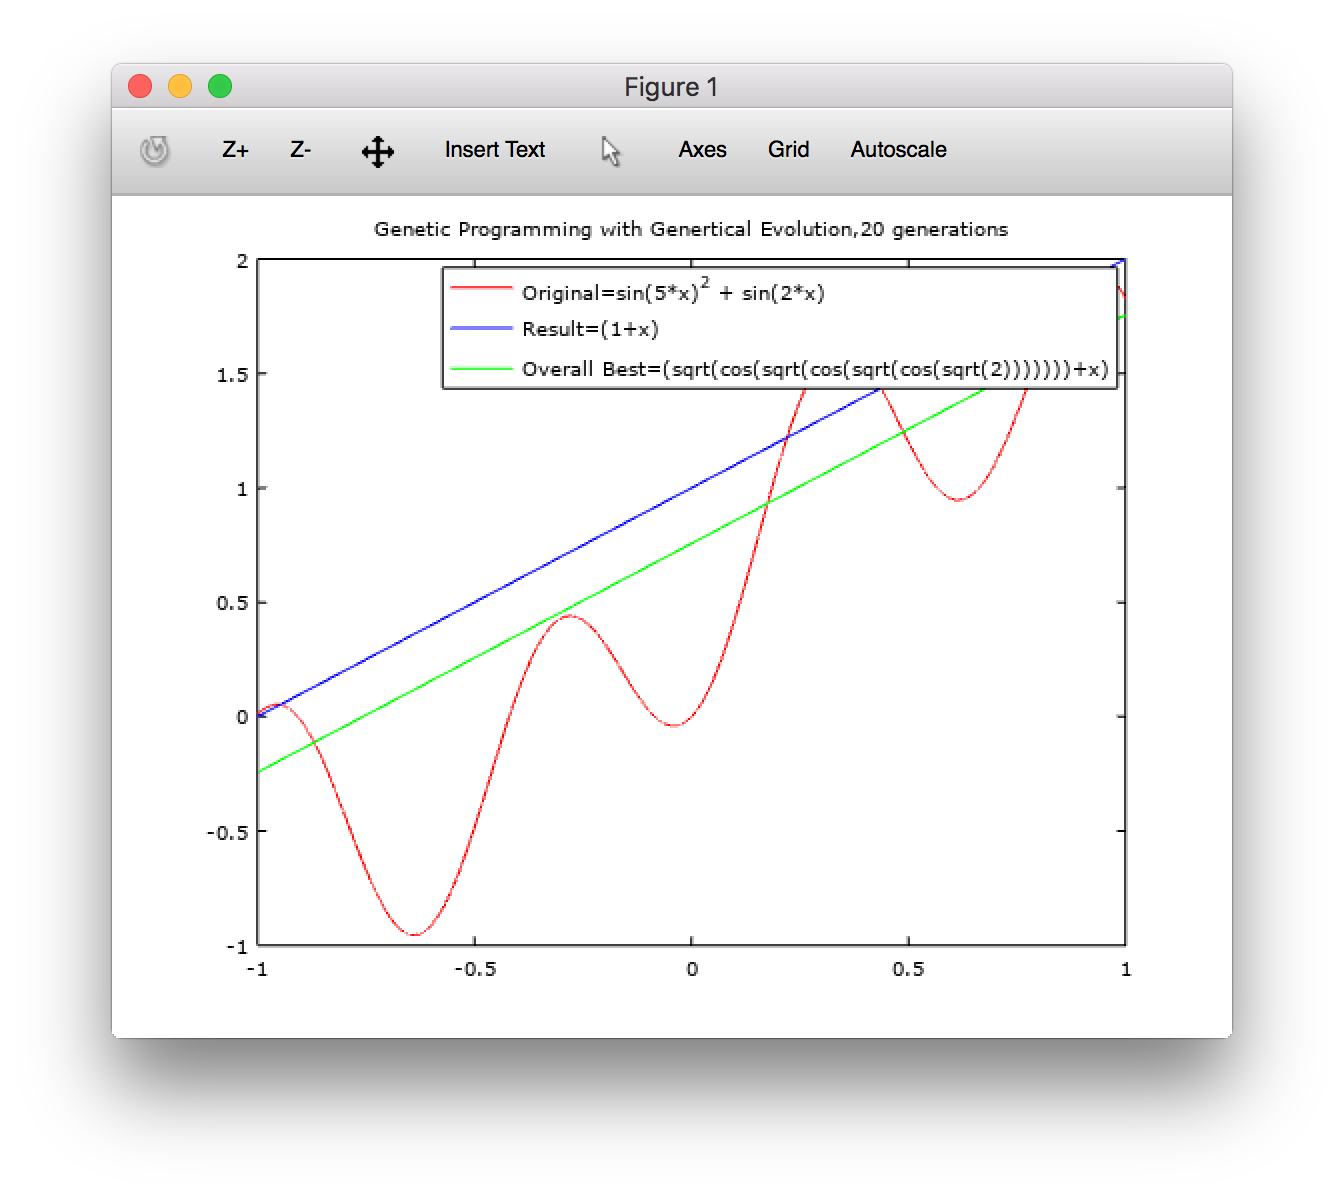 Figure 1
Z+ Z- Insert Text Axes Grid Autoscale
Genetic Programming with Genertical Evolution,20 generations
Original=sin(5*x)² + sin(2*x)
Result=(1+x)
Overall Best=(sqrt(cos(sqrt(cos(sqrt(cos(sqrt(2)))))))+x)
2
1.5
1
0.5
0
-0.5
-1
-1 -0.5 0 0.5 1